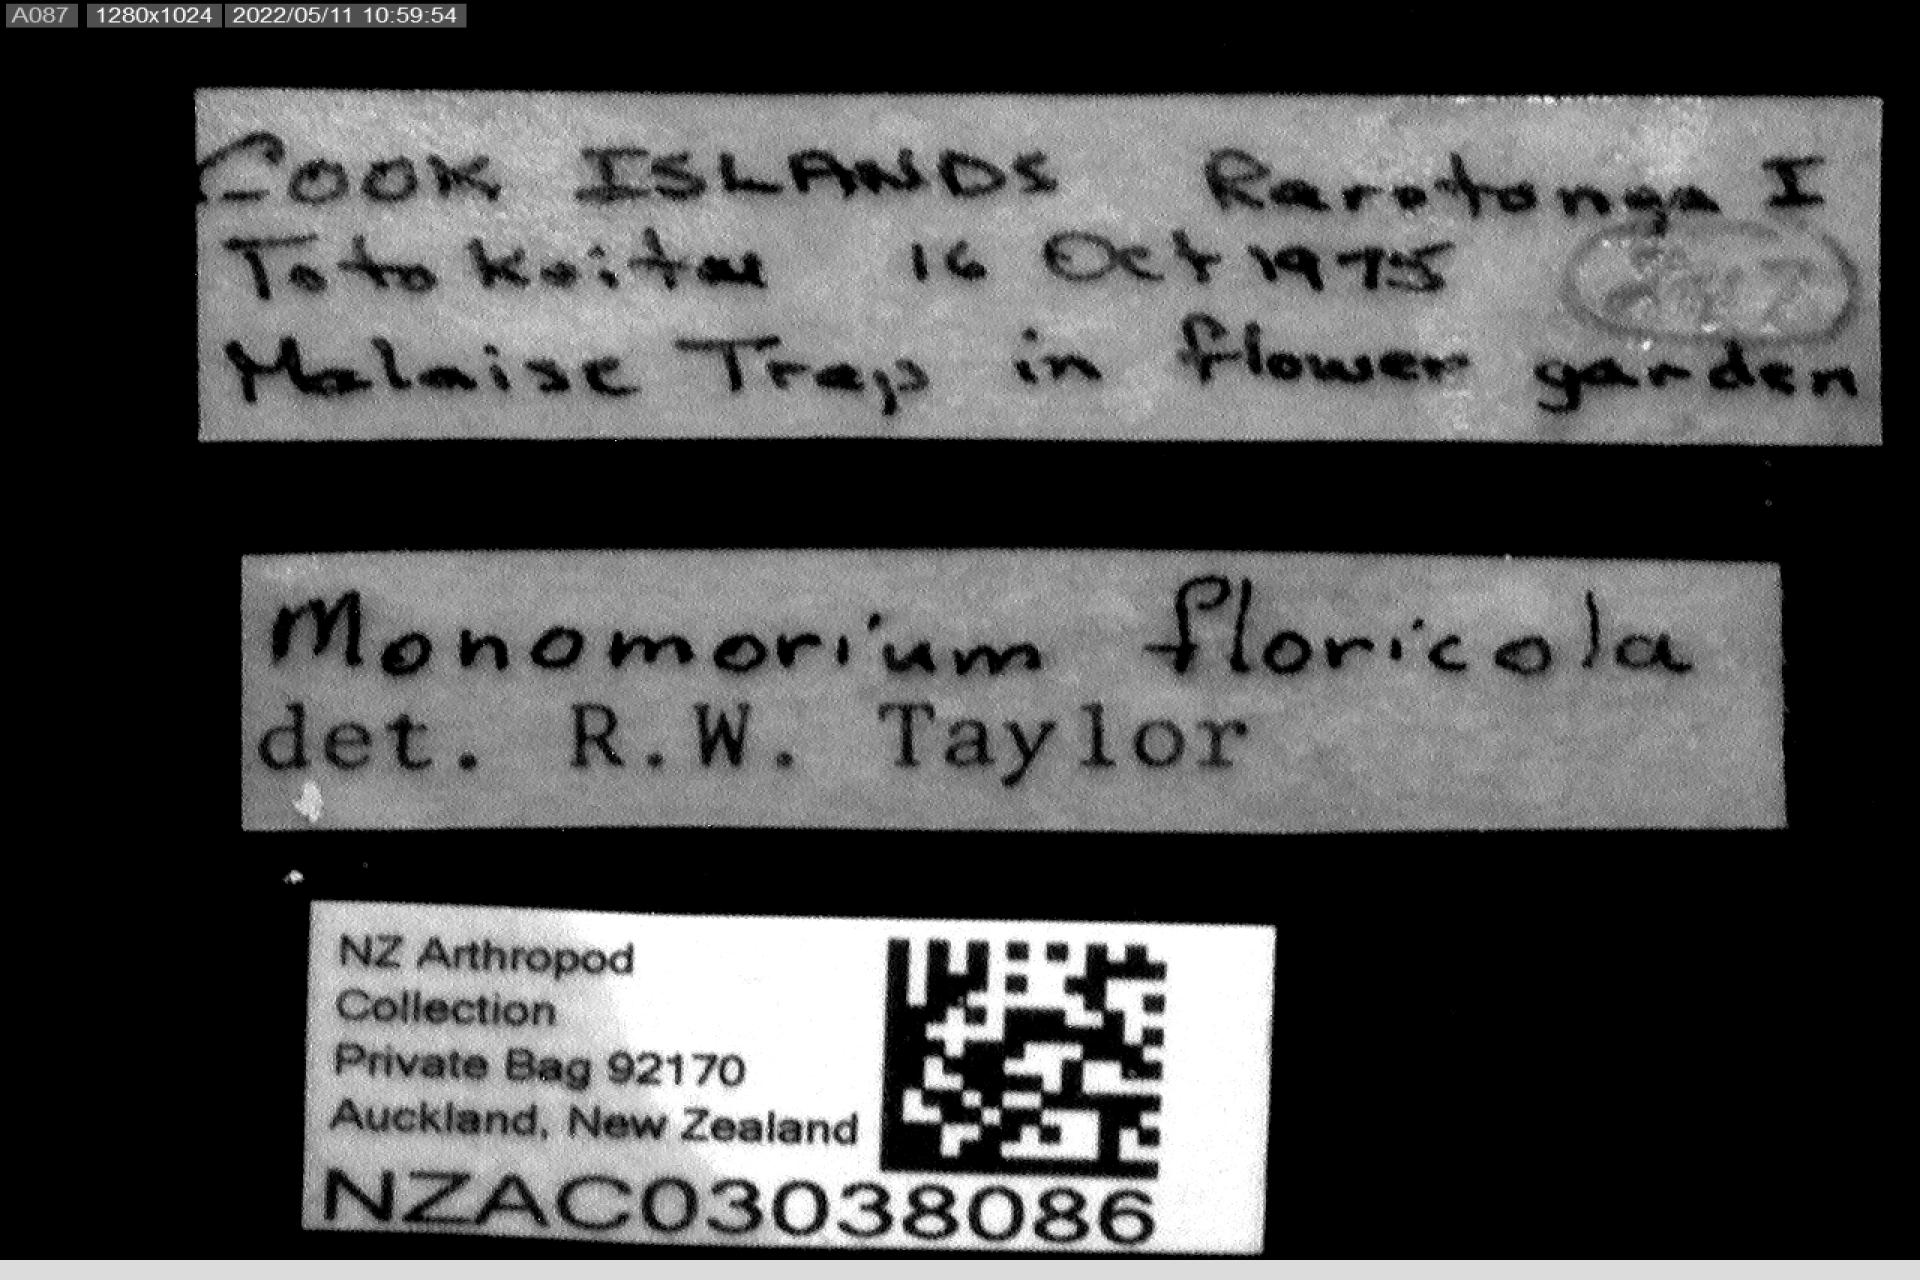 A087 1280x1024 2022/05/11 10:59:54
COOK ISLANDS Rarotonga I
Totokoitu 16 Oct 1975
Malaise Trap in flower garden
Monomorium floricola
det. R.W. Taylor
NZ Arthropod
Collection
Private Bag 92170
Auckland, New Zealand
NZAC03038086